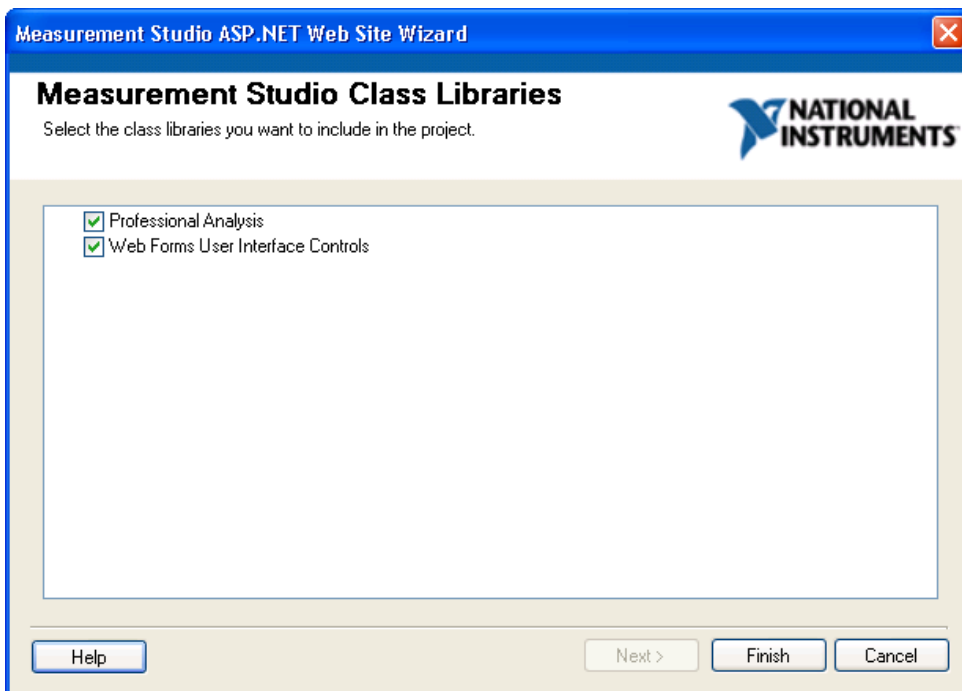 Measurement Studio ASP.NET Web Site Wizard
Measurement Studio Class Libraries
Select the class libraries you want to include in the project.
NATIONAL
INSTRUMENTS
Professional Analysis
Web Forms User Interface Controls
Help
Next >
Finish
Cancel